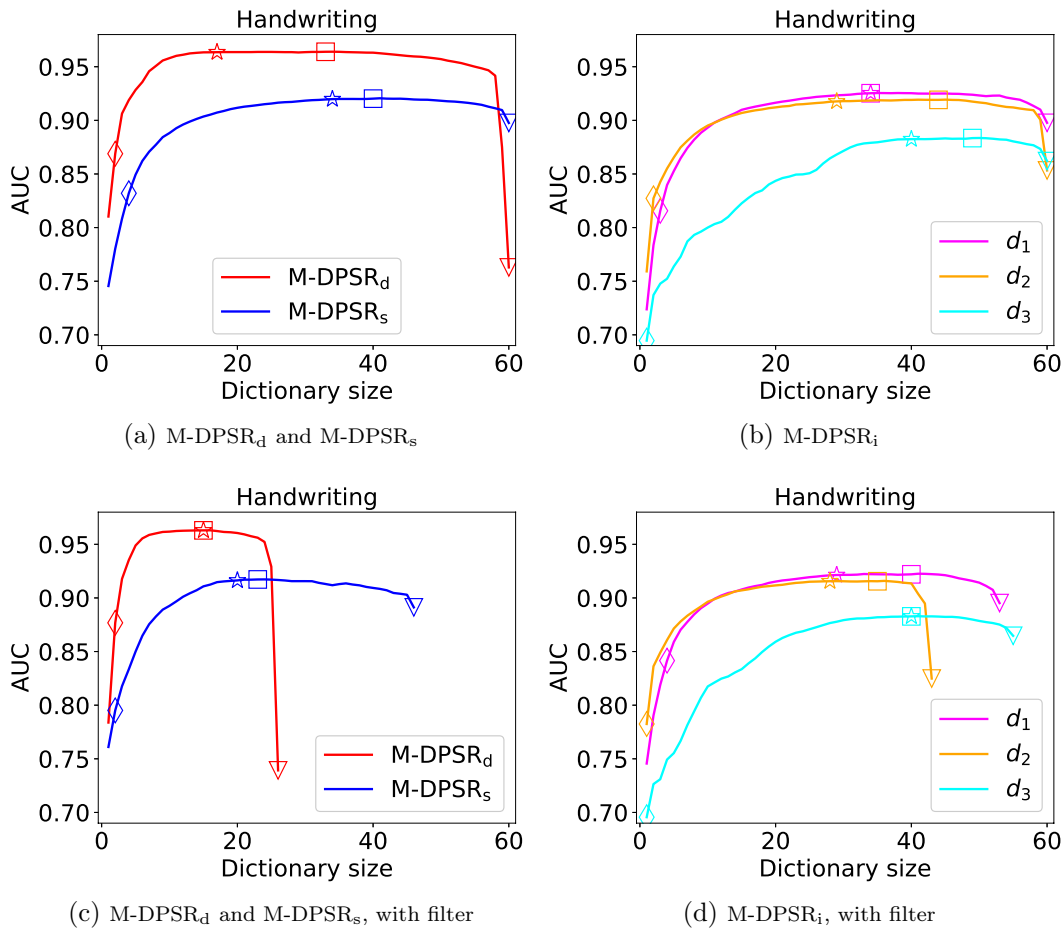 Handwriting
AUC
0.95
0.90
0.85
0.80
0.75
0.70
0 20 40 60
Dictionary size
M-DPSR_d
M-DPSR_s
(a) M-DPSR_d and M-DPSR_s
Handwriting
AUC
0.95
0.90
0.85
0.80
0.75
0.70
0 20 40 60
Dictionary size
d_1
d_2
d_3
(b) M-DPSR_i
Handwriting
AUC
0.95
0.90
0.85
0.80
0.75
0.70
0 20 40 60
Dictionary size
M-DPSR_d
M-DPSR_s
(c) M-DPSR_d and M-DPSR_s, with filter
Handwriting
AUC
0.95
0.90
0.85
0.80
0.75
0.70
0 20 40 60
Dictionary size
d_1
d_2
d_3
(d) M-DPSR_i, with filter